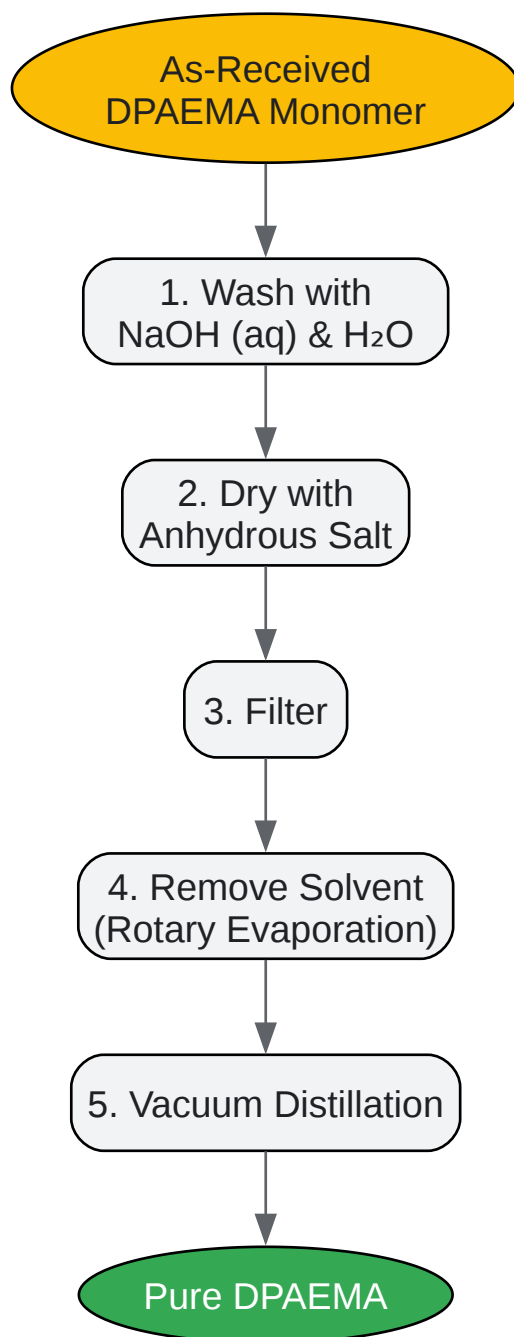 As-Received
DPAEMA Monomer
1. Wash with
NaOH (aq) & H₂O
2. Dry with
Anhydrous Salt
3. Filter
4. Remove Solvent
(Rotary Evaporation)
5. Vacuum Distillation
Pure DPAEMA